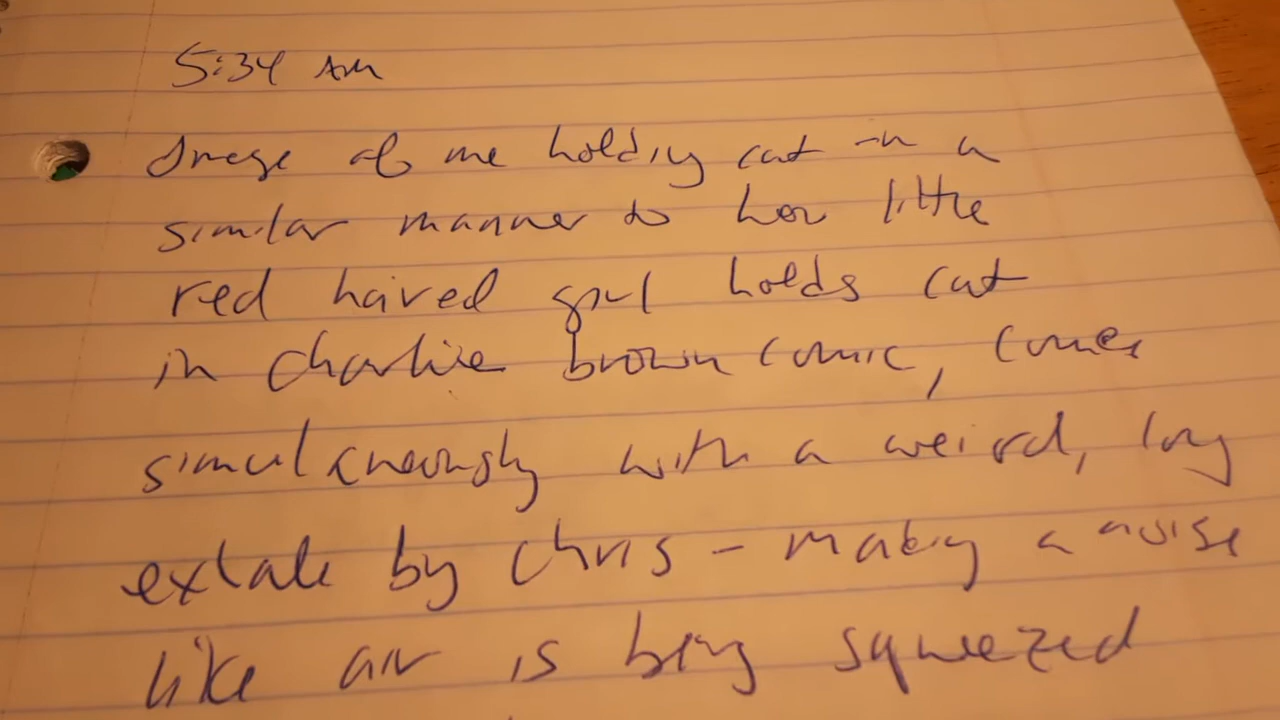 5:34 AM
Image of me holding cat in a
similar manner to how little
red haired girl holds cat
in Charlie brown comic, comes
simultaneously with a weird, long
exhale by Chris - making a noise
like air is being squeezed